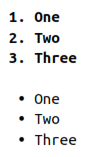 1. One
2. Two
3. Three
• One
• Two
• Three